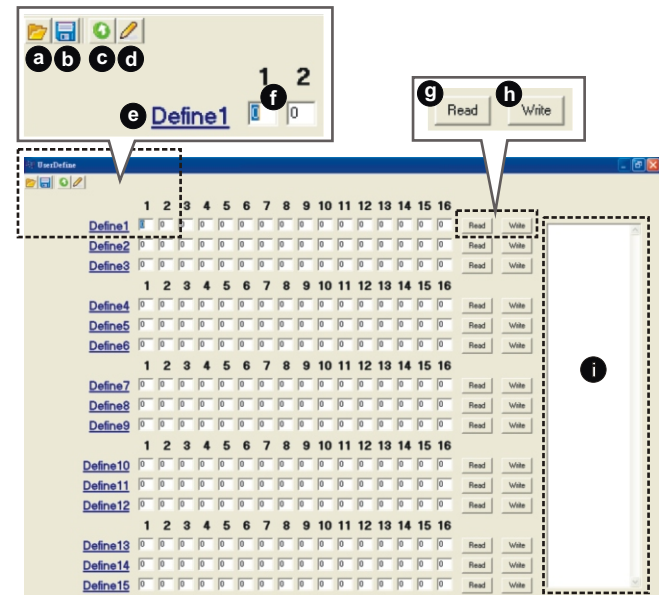 a b c d
1 2
f
e Define1 0 0
g h
Read Write
UserDefine
1 2 3 4 5 6 7 8 9 10 11 12 13 14 15 16
Define1 0 0 0 0 0 0 0 0 0 0 0 0 0 0 0 0 Read Write
Define2 0 0 0 0 0 0 0 0 0 0 0 0 0 0 0 0 Read Write
Define3 0 0 0 0 0 0 0 0 0 0 0 0 0 0 0 0 Read Write
1 2 3 4 5 6 7 8 9 10 11 12 13 14 15 16
Define4 0 0 0 0 0 0 0 0 0 0 0 0 0 0 0 0 Read Write
Define5 0 0 0 0 0 0 0 0 0 0 0 0 0 0 0 0 Read Write
Define6 0 0 0 0 0 0 0 0 0 0 0 0 0 0 0 0 Read Write
1 2 3 4 5 6 7 8 9 10 11 12 13 14 15 16
i
Define7 0 0 0 0 0 0 0 0 0 0 0 0 0 0 0 0 Read Write
Define8 0 0 0 0 0 0 0 0 0 0 0 0 0 0 0 0 Read Write
Define9 0 0 0 0 0 0 0 0 0 0 0 0 0 0 0 0 Read Write
1 2 3 4 5 6 7 8 9 10 11 12 13 14 15 16
Define10 0 0 0 0 0 0 0 0 0 0 0 0 0 0 0 0 Read Write
Define11 0 0 0 0 0 0 0 0 0 0 0 0 0 0 0 0 Read Write
Define12 0 0 0 0 0 0 0 0 0 0 0 0 0 0 0 0 Read Write
1 2 3 4 5 6 7 8 9 10 11 12 13 14 15 16
Define13 0 0 0 0 0 0 0 0 0 0 0 0 0 0 0 0 Read Write
Define14 0 0 0 0 0 0 0 0 0 0 0 0 0 0 0 0 Read Write
Define15 0 0 0 0 0 0 0 0 0 0 0 0 0 0 0 0 Read Write